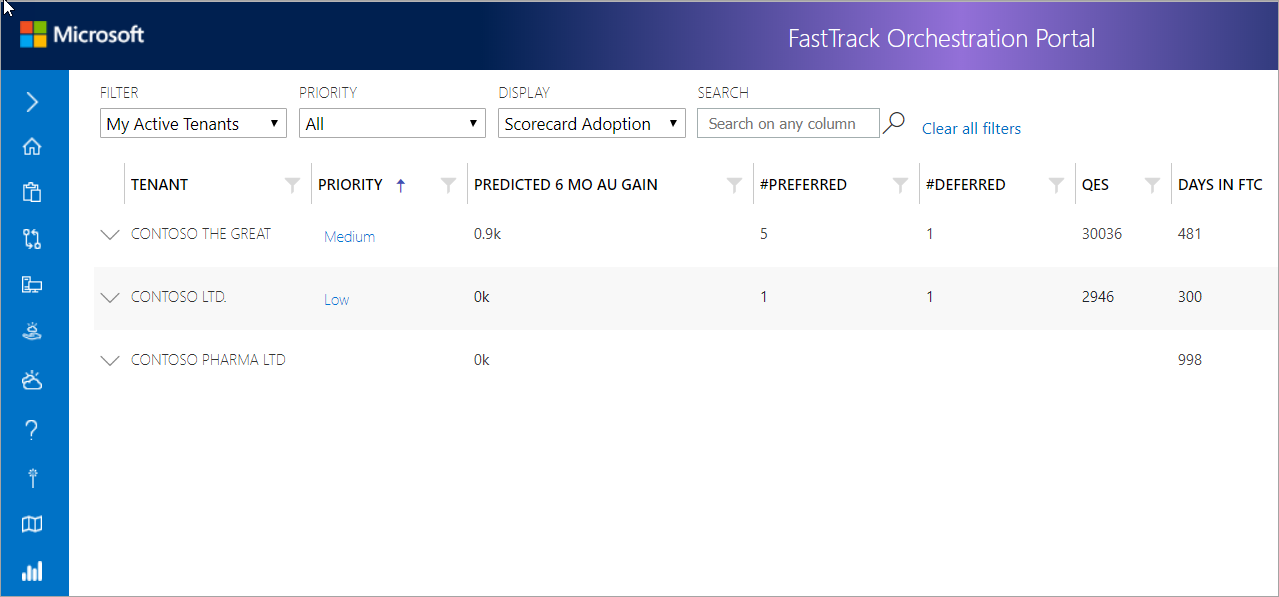 Microsoft
FastTrack Orchestration Portal
FILTER PRIORITY DISPLAY SEARCH
My Active Tenants All Scorecard Adoption Search on any column Clear all filters
TENANT PRIORITY PREDICTED 6 MO AU GAIN #PREFERRED #DEFERRED QES DAYS IN FTC
CONTOSO THE GREAT Medium 0.9k 5 1 30036 481
CONTOSO LTD. Low 0k 1 1 2946 300
CONTOSO PHARMA LTD 0k 998